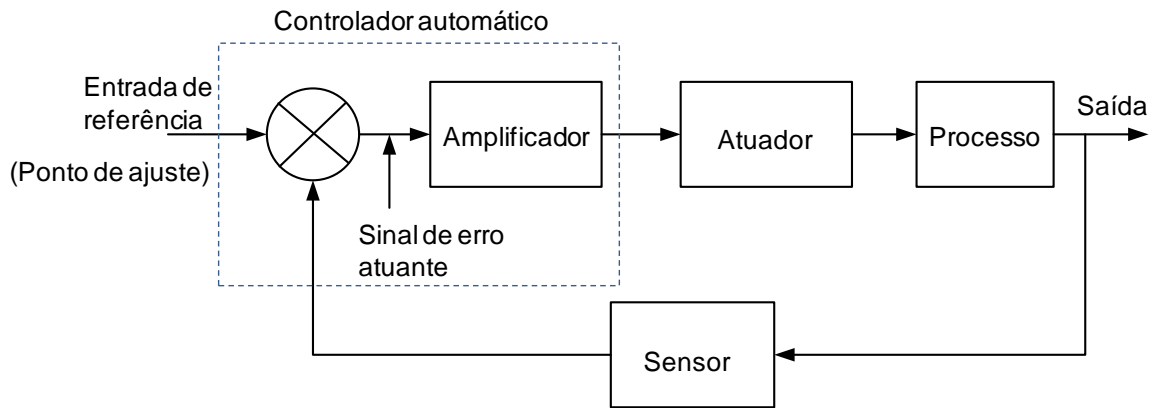 Controlador automático
Entrada de
referência
(Ponto de ajuste)
Amplificador
Atuador
Processo
Saída
Sinal de erro
atuante
Sensor